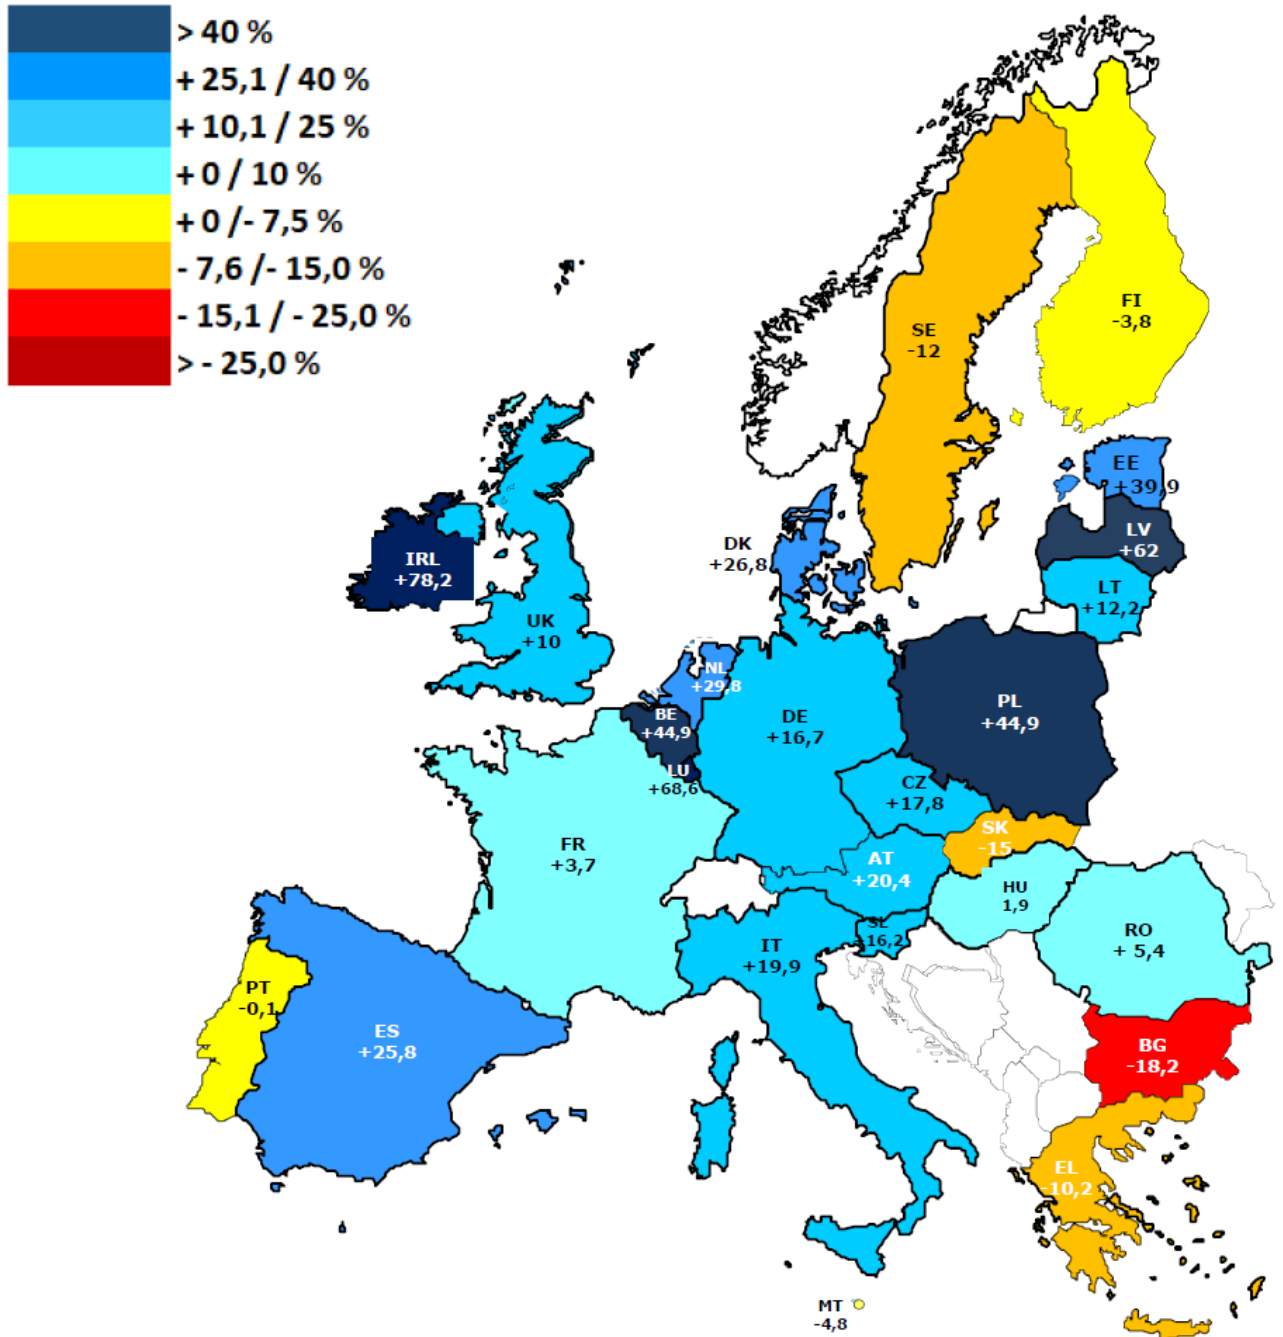 > 40 %
+ 25,1 / 40 %
+ 10,1 / 25 %
+ 0 / 10 %
+ 0 /- 7,5 %
- 7,6 /- 15,0 %
- 15,1 / - 25,0 %
> - 25,0 %
FI
-3,8
SE
-12
EE
+39,9
LV
+62
DK
+26,8
IRL
+78,2
LT
+12,2
UK
+10
NL
+29,8
PL
+44,9
BE
+44,9
DE
+16,7
LU
+68,6
CZ
+17,8
SK
-15
FR
+3,7
AT
+20,4
HU
1,9
SL
+16,2
RO
+ 5,4
IT
+19,9
PT
-0,1
ES
+25,8
BG
-18,2
EL
-10,2
MT
-4,8